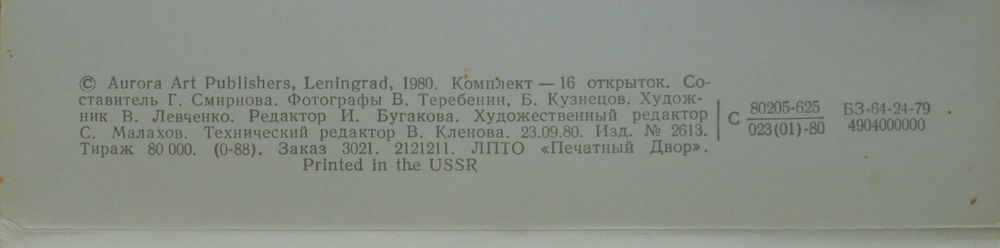 © Aurora Art Publishers, Leningrad, 1980. Комплект — 16 открыток. Со-
ставитель Г. Смирнова. Фотографы В. Теребенин, Б. Кузнецов. Худож-
ник В. Левченко. Редактор И. Бугакова. Художественный редактор
С. Малахов. Технический редактор В. Кленова. 23.09.80. Изд. № 2613.
Тираж 80 000. (0-88). Заказ 3021. 2121211. ЛПТО «Печатный Двор».
Printed in the USSR
С 80205-625
023(01)-80
БЗ-64-24-79
4904000000